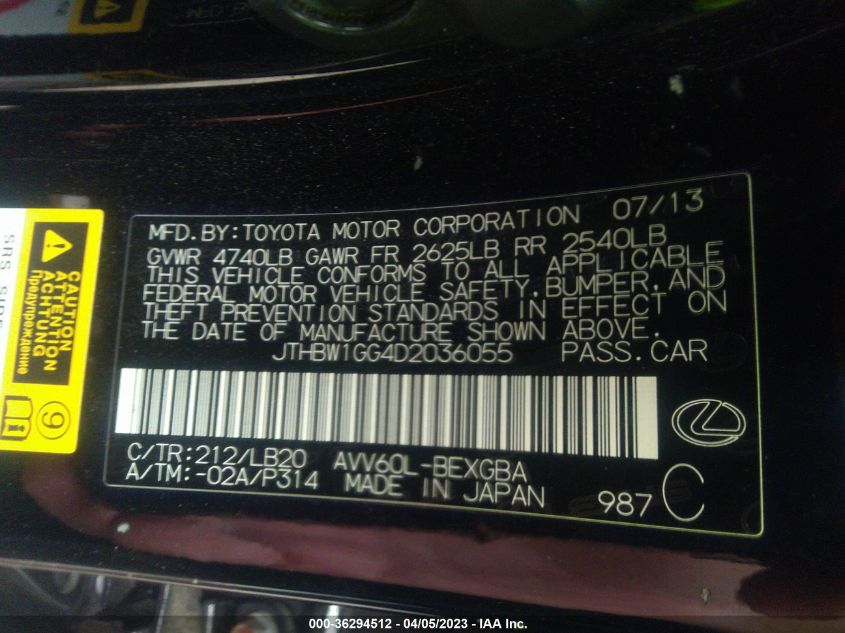 MFD.BY:TOYOTA MOTOR CORPORATION 07/13
GVWR 4740LB GAWR FR 2625LB RR 2540LB
THIS VEHICLE CONFORMS TO ALL APPLICABLE
FEDERAL MOTOR VEHICLE SAFETY,BUMPER,AND
THEFT PREVENTION STANDARDS IN EFFECT ON
THE DATE OF MANUFACTURE SHOWN ABOVE.
JTHBW1GG4D2036055 PASS.CAR
C/TR:212/LB20 AVV60L-BEXGBA
A/TM:-02A/P314 MADE IN JAPAN 987 C
CAUTION
ATTENTION
ACHTUNG
Предупреждение
SRS SIDE
9
000-36294512 - 04/05/2023 - IAA Inc.